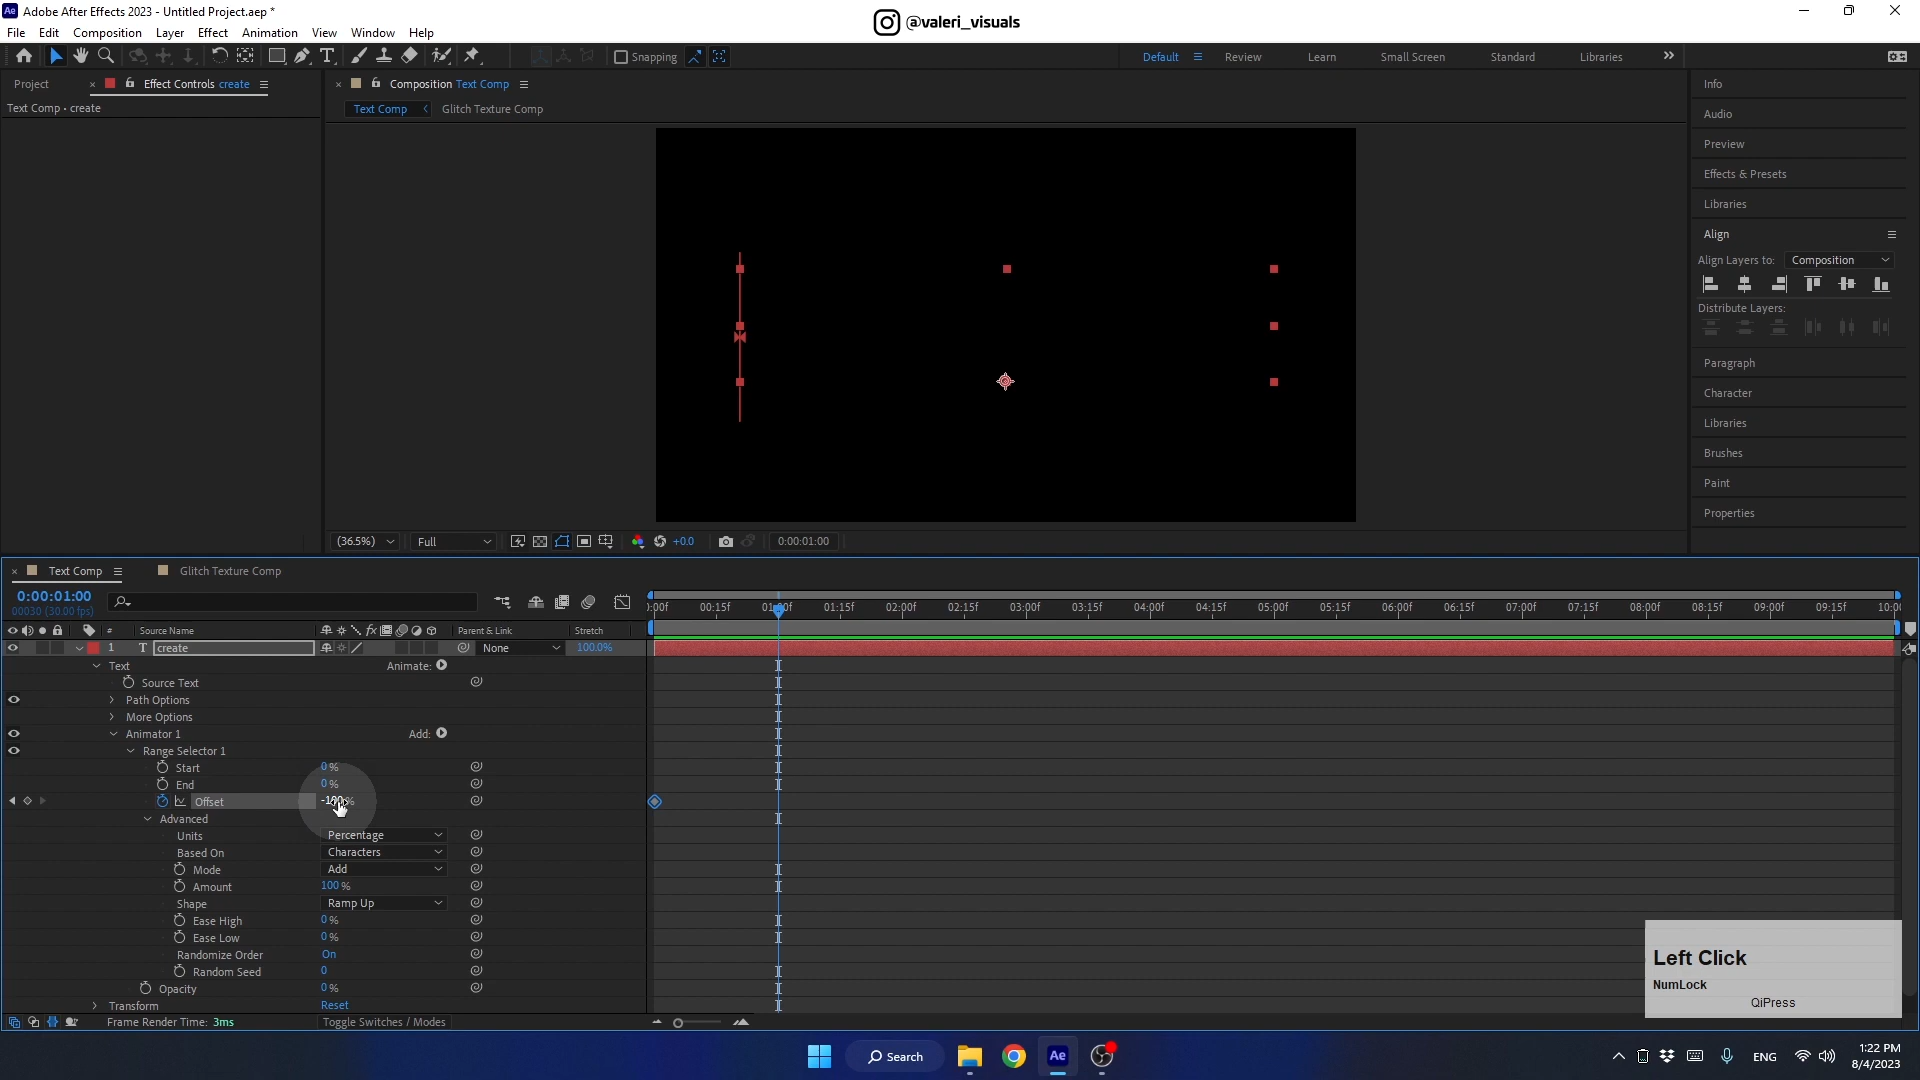 Adobe After Effects 2023 - Untitled Project.aep *
@valeri_visuals
File Edit Composition Layer Effect Animation View Window Help
Snapping
Default Review Learn Small Screen Standard Libraries
Project Effect Controls create
Text Comp • create
Composition Text Comp
Text Comp Glitch Texture Comp
Info
Audio
Preview
Effects & Presets
Libraries
Align
Align Layers to: Composition
Distribute Layers:
Paragraph
Character
Libraries
Brushes
Paint
Properties
(36.5%) Full +0.0 0:00:01:00
Text Comp Glitch Texture Comp
0:00:01:00
00030 (30.00 fps)
00:15f 02:00f 01:15f 02:15f 03:00f 03:15f 04:00f 04:15f 05:00f 05:15f 06:00f 06:15f 07:00f 07:15f 08:00f 08:15f 09:00f 09:15f
# Source Name Parent & Link Stretch
1 T create None 100.0%
Text Animate:
Source Text
Path Options
More Options
Animator 1 Add:
Range Selector 1
Start 0 %
End 0 %
Offset
Advanced
Units Percentage
Based On Characters
Mode Add
Amount 100 %
Shape Ramp Up
Ease High 0 %
Ease Low 0 %
Randomize Order On
Random Seed 0
Opacity 0 %
Transform Reset
Frame Render Time: 3ms Toggle Switches / Modes
Left Click
NumLock
QiPress
Search
Ae
ENG
1:22 PM
8/4/2023